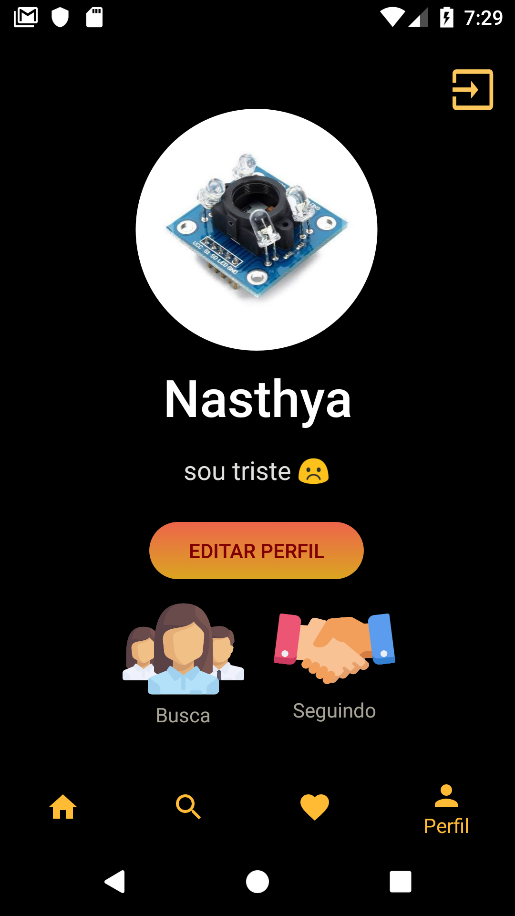 7:29
Nasthya
sou triste ☹️
EDITAR PERFIL
Busca
Seguindo
Perfil